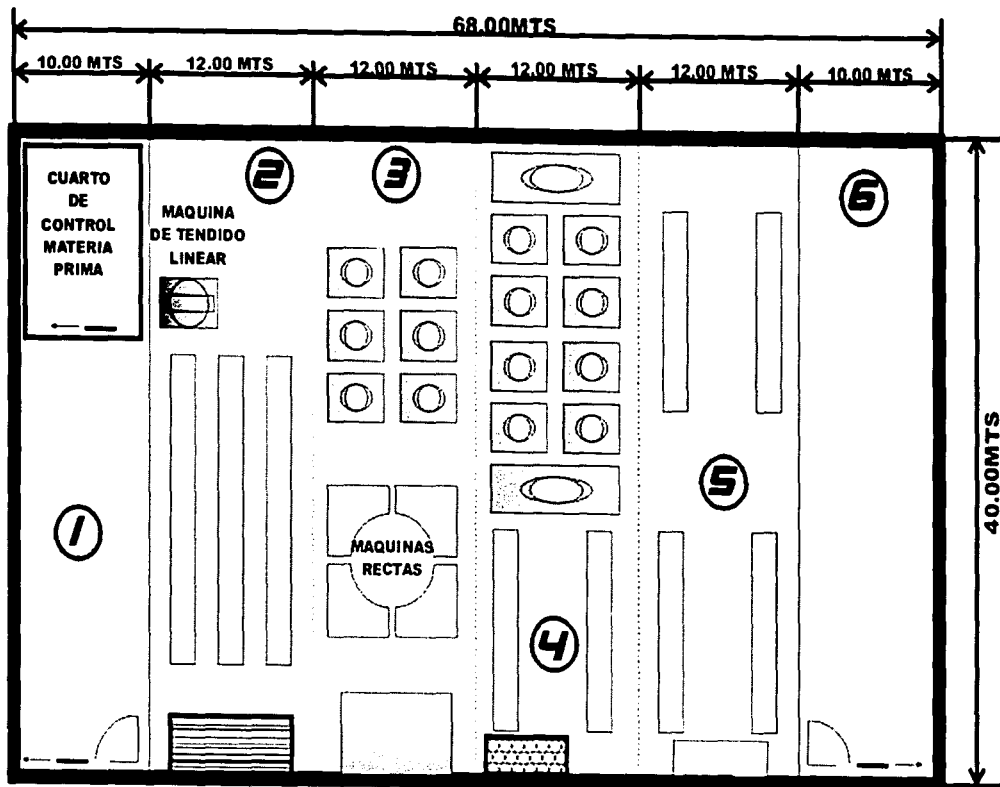 68.00MTS
10.00 MTS
12.00 MTS
12.00 MTS
12.00 MTS
12.00 MTS
10.00 MTS
CUARTO
DE
CONTROL
MATERIA
PRIMA
2
3
6
MAQUINA
DE TENDIDO
LINEAR
40.00MTS
5
1
MAQUINAS
RECTAS
4